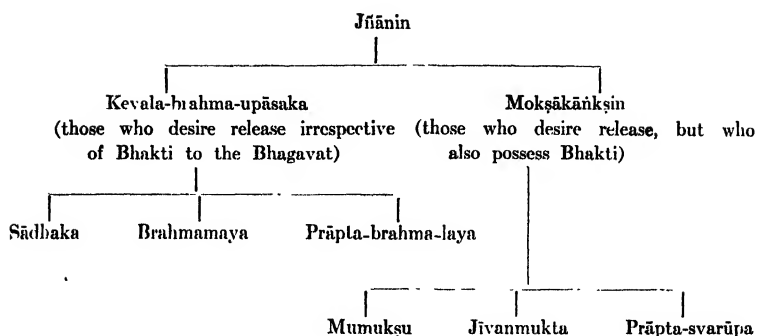 Jñānin
Kevala-brahma-upāsaka Mokṣākāṅkṣin
(those who desire release irrespective (those who desire release, but who
of Bhakti to the Bhagavat) also possess Bhakti)
Sādhaka Brahmamaya Prāpta-brahma-laya
Mumukṣu Jīvanmukta Prāpta-svarūpa